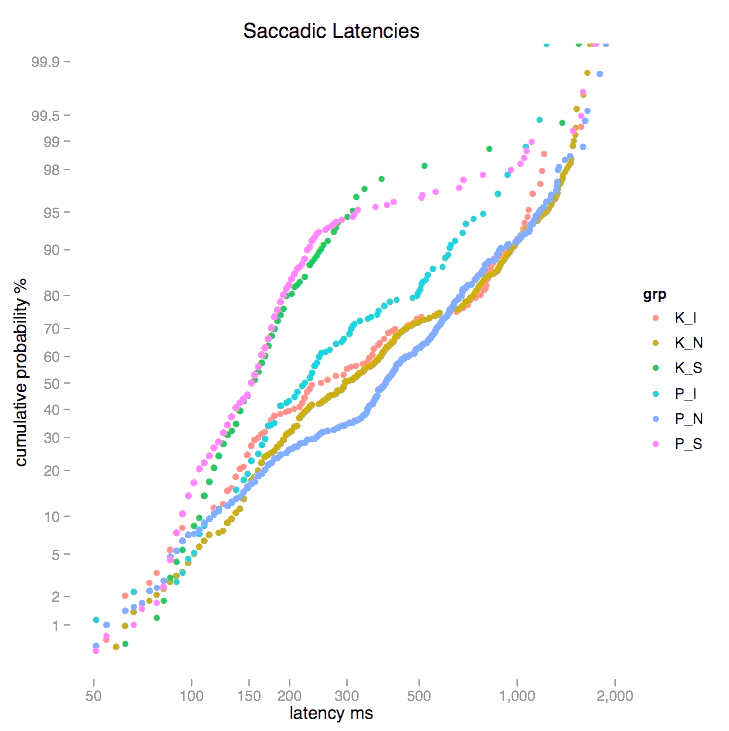 Saccadic Latencies
cumulative probability %
99.9
99.5
99
98
95
90
80
70
60
50
40
30
20
10
5
2
1
50 100 150 200 300 500 1,000 2,000
latency ms
grp
K_I
K_N
K_S
P_I
P_N
P_S